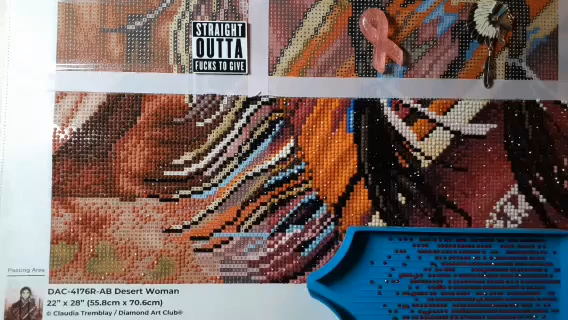 STRAIGHT
OUTTA
FUCKS TO GIVE
Pressing Area
DAC-4176R-AB Desert Woman
22" x 28" (55.8cm x 70.6cm)
© Claudia Tremblay / Diamond Art Club®